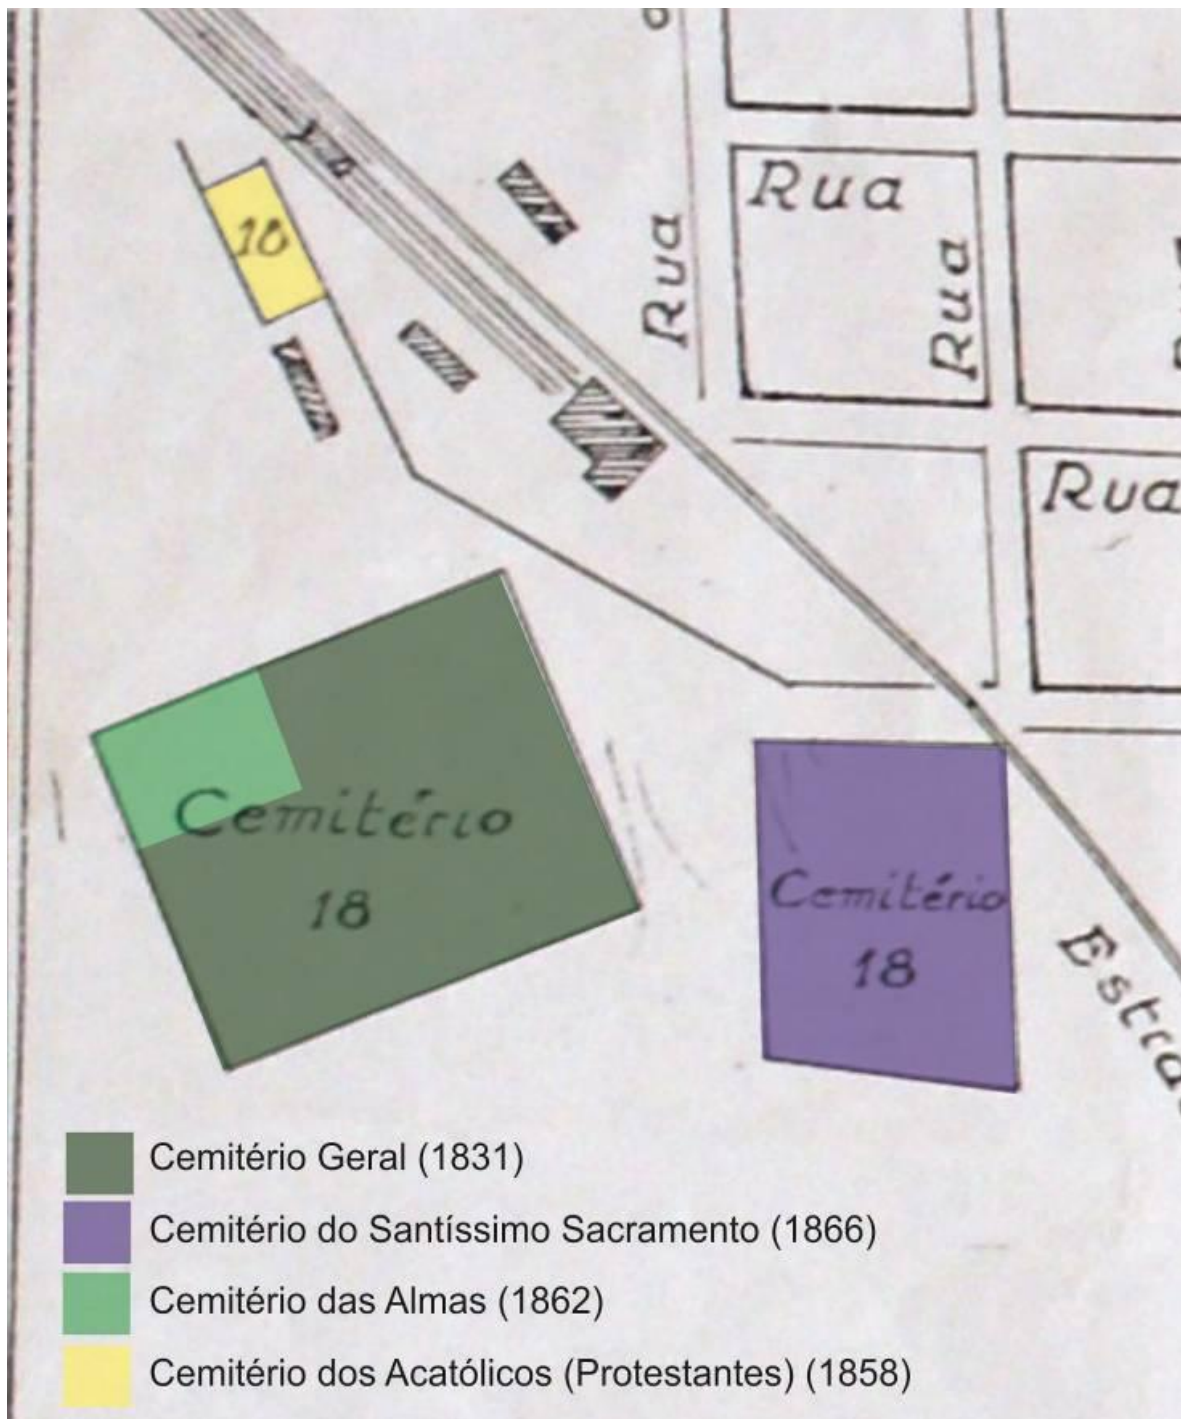 Rua
Rua
Rua
Rua
10
Cemitério
18
Cemitério
18
Estra
Cemitério Geral (1831)
Cemitério do Santíssimo Sacramento (1866)
Cemitério das Almas (1862)
Cemitério dos Acatólicos (Protestantes) (1858)